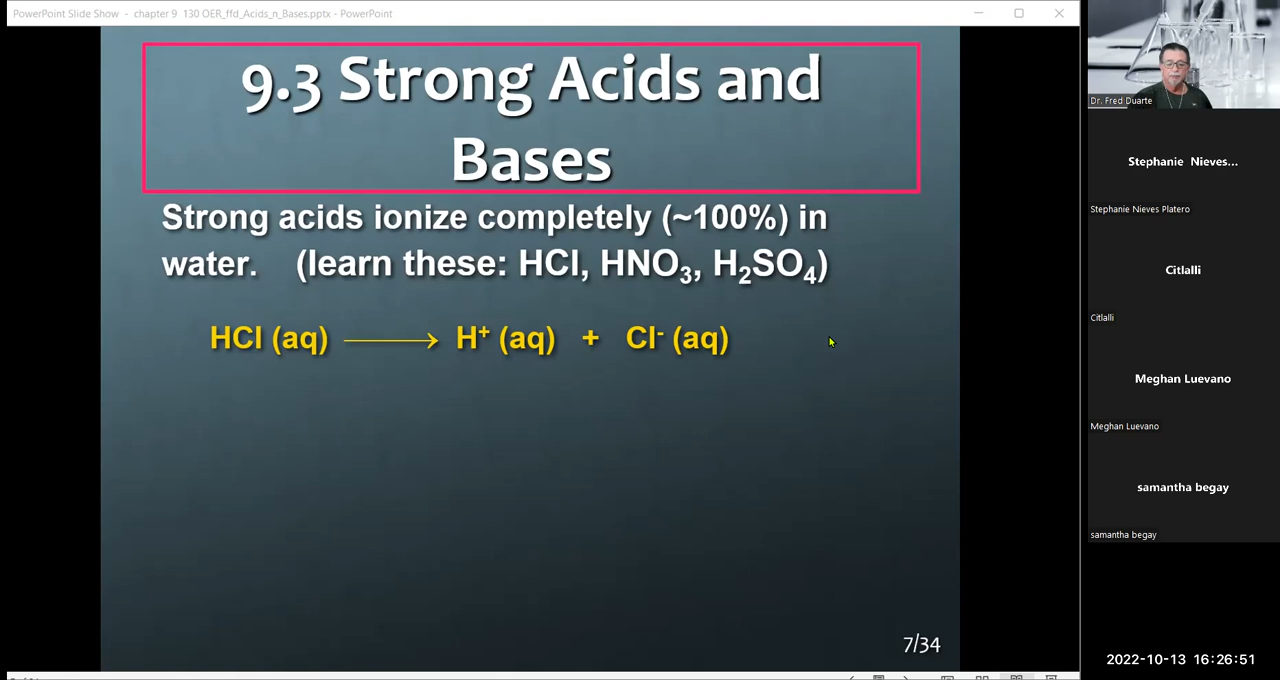 PowerPoint Slide Show - chapter 9 130 OER_ffd_Acids_n_Bases.pptx - PowerPoint
9.3 Strong Acids and
Bases
Strong acids ionize completely (~100%) in
water. (learn these: HCl, HNO₃, H₂SO₄)
HCl (aq) ⟶ H⁺ (aq) + Cl⁻ (aq)
7/34
Dr. Fred Duarte
Stephanie Nieves...
Stephanie Nieves Platero
Citlalli
Citlalli
Meghan Luevano
Meghan Luevano
samantha begay
samantha begay
2022-10-13 16:26:51